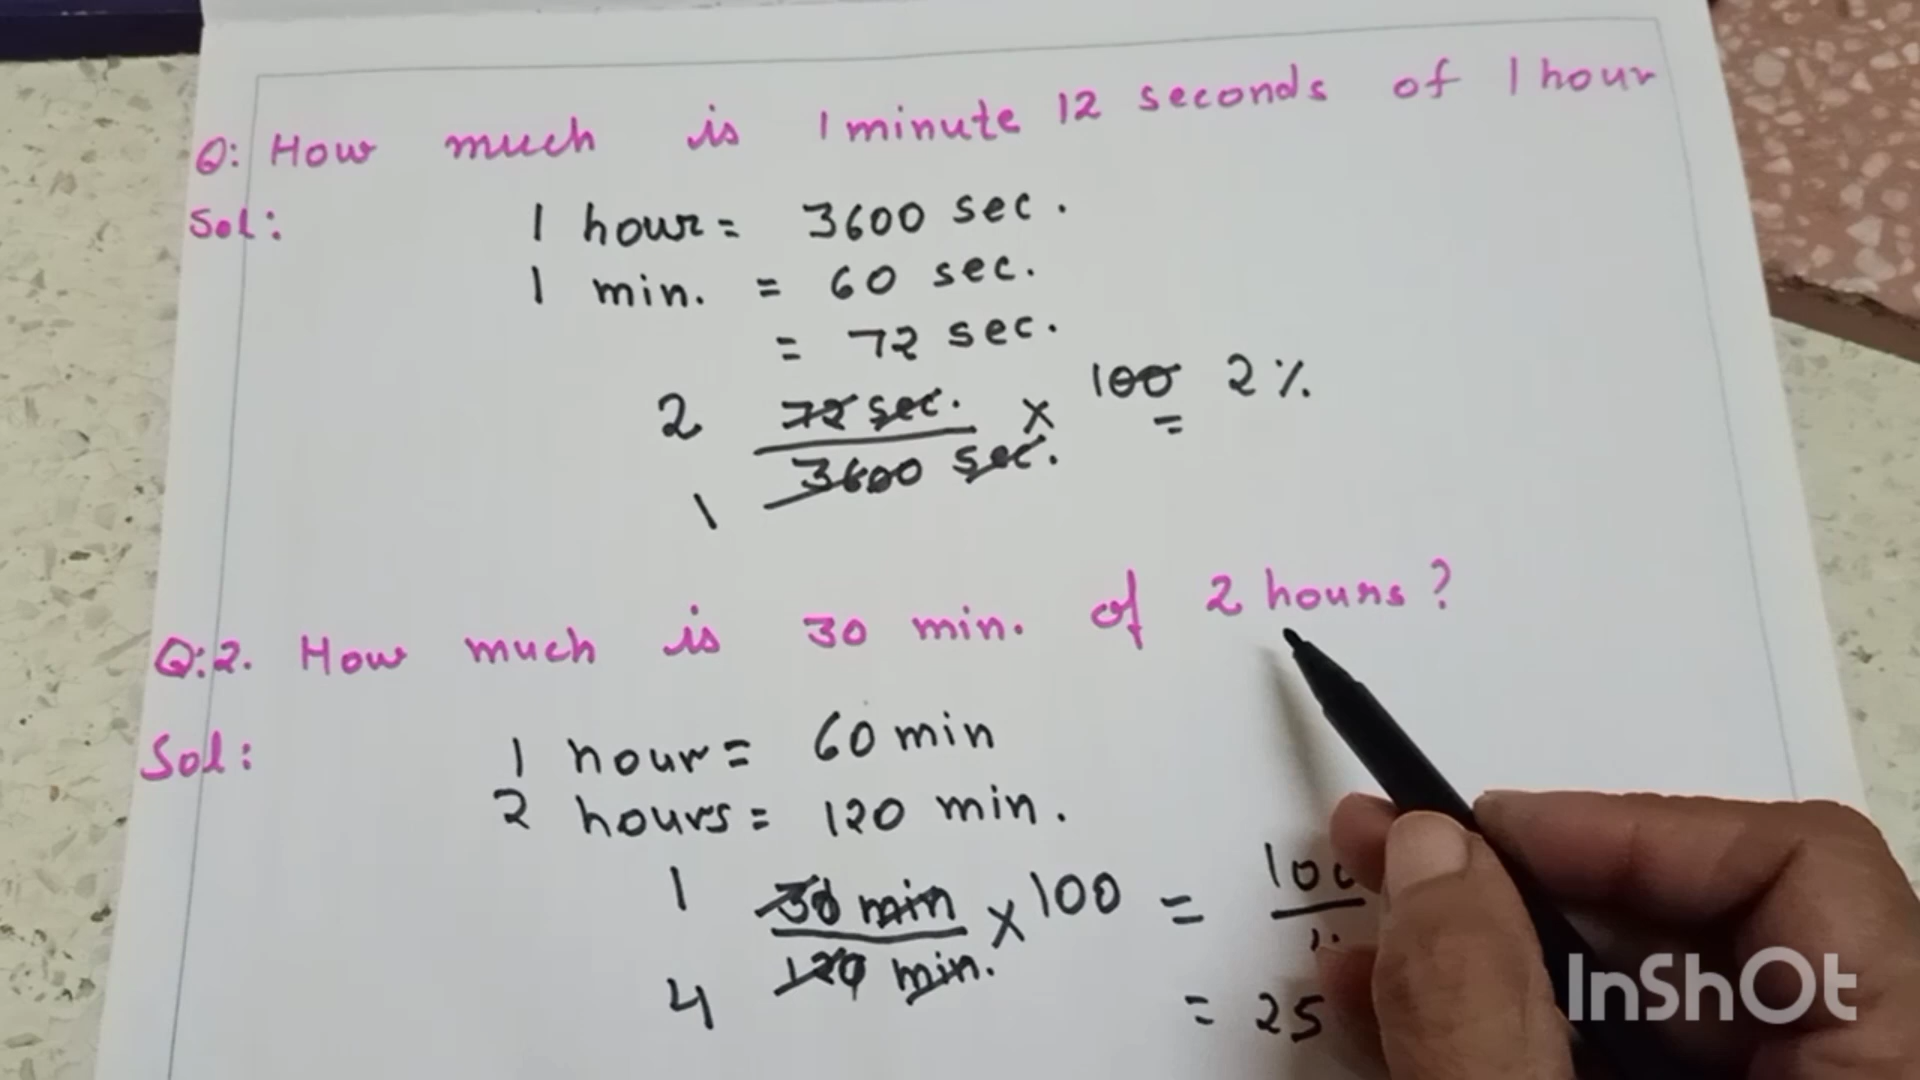 Q: How much is 1 minute 12 seconds of 1 hour
Sol: 1 hour = 3600 sec.
1 min. = 60 sec.
= 72 sec.
2 72 sec. × 100 = 2%
1 3600 sec.
Q:2. How much is 30 min. of 2 hours?
Sol: 1 hour = 60 min
2 hours = 120 min.
1 30 min × 100 =
4 120 min.
= 25
InShOt